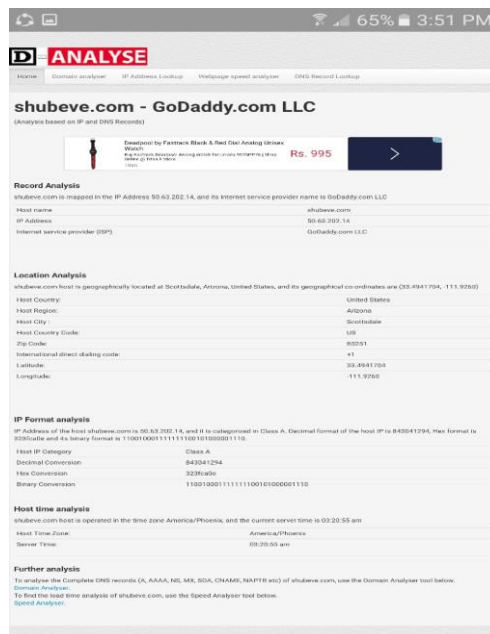 65% 3:51 PM
D-ANALYSE
Home Domain analyser IP Address Lookup Webpage speed analyser DNS Record Lookup
shubeve.com - GoDaddy.com LLC
(Analysis based on IP and DNS Records)
Deadpool by Fastrack Black & Red Dial Analog Unisex
Watch
Rs. 995
Record Analysis
shubeve.com is mapped in the IP Address 50.63.202.14, and its internet service provider name is GoDaddy.com LLC
Host name shubeve.com
IP Address 50.63.202.14
Internet service provider (ISP) GoDaddy.com LLC
Location Analysis
shubeve.com host is geographically located at Scottsdale, Arizona, United States, and its geographical co-ordinates are (33.4941704, -111.9260)
Host Country: United States
Host Region: Arizona
Host City : Scottsdale
Host Country Code: US
Zip Code: 85251
International direct dialing code: +1
Latitude: 33.4941704
Longitude: -111.9260
IP Format analysis
IP Address of the host shubeve.com is 50.63.202.14, and it is categorized in Class A. Decimal format of the host IP is 843041294, Hex format is
and its binary format is
Host IP Category Class A
Decimal Conversion 843041294
Hex Conversion
Binary Conversion
Host time analysis
shubeve.com host is operated in the time zone America/Phoenix, and the current server time is 03:20:55 am
Host Time Zone: America/Phoenix
Server Time: 03:20:55 am
Further analysis
To analyse the Complete DNS records (A, AAAA, NS, MX, SOA, CNAME, NAPTR etc) of shubeve.com, use the Domain Analyser tool below.
Domain Analyser.
To find the load time analysis of shubeve.com, use the Speed Analyser tool below.
Speed Analyser.